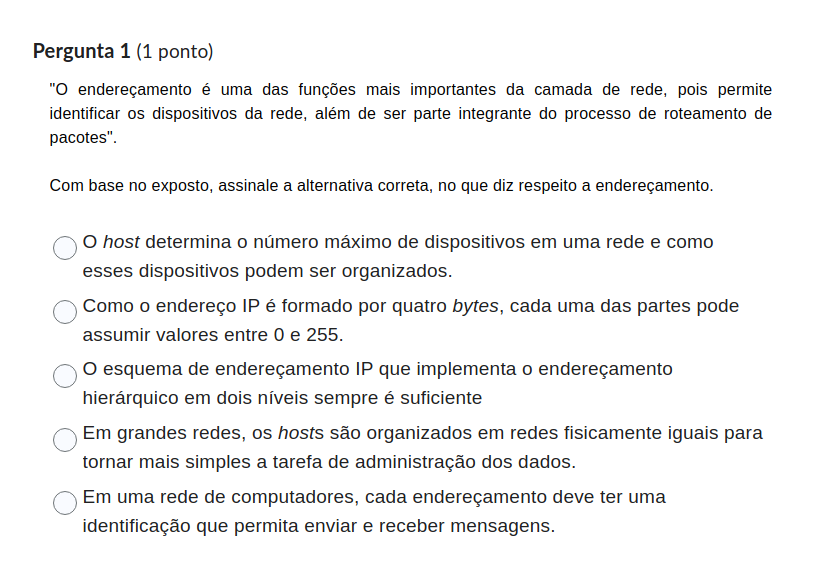 Pergunta 1 (1 ponto)
"O endereçamento é uma das funções mais importantes da camada de rede, pois permite
identificar os dispositivos da rede, além de ser parte integrante do processo de roteamento de
pacotes".
Com base no exposto, assinale a alternativa correta, no que diz respeito a endereçamento.
O host determina o número máximo de dispositivos em uma rede e como
esses dispositivos podem ser organizados.
Como o endereço IP é formado por quatro bytes, cada uma das partes pode
assumir valores entre 0 e 255.
O esquema de endereçamento IP que implementa o endereçamento
hierárquico em dois níveis sempre é suficiente
Em grandes redes, os hosts são organizados em redes fisicamente iguais para
tornar mais simples a tarefa de administração dos dados.
Em uma rede de computadores, cada endereçamento deve ter uma
identificação que permita enviar e receber mensagens.